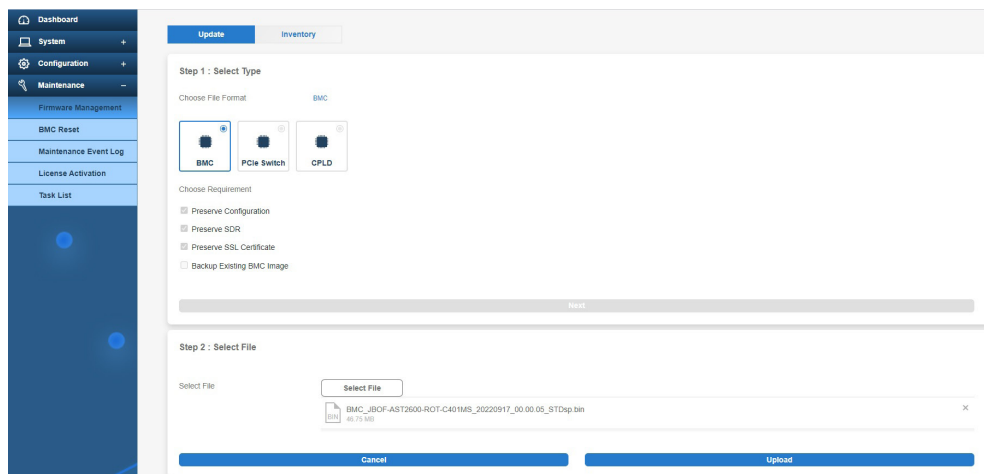 Dashboard
System +
Configuration +
Maintenance –
Firmware Management
BMC Reset
Maintenance Event Log
License Activation
Task List
Update Inventory
Step 1 : Select Type
Choose File Format BMC
BMC PCIe Switch CPLD
Choose Requirement
Preserve Configuration
Preserve SDR
Preserve SSL Certificate
Backup Existing BMC Image
Next
Step 2 : Select File
Select File Select File
BMC_JBOF-AST2600-ROT-C401MS_20220917_00.00.05_STDsp.bin
BIN 46.75 MB
Cancel Upload